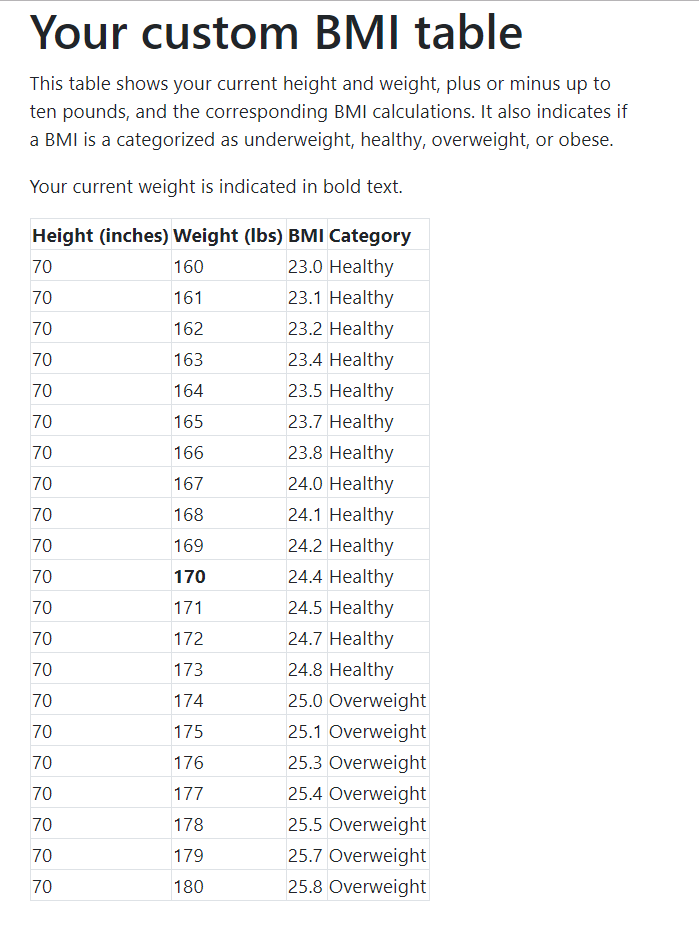 Your custom BMI table
This table shows your current height and weight, plus or minus up to
ten pounds, and the corresponding BMI calculations. It also indicates if
a BMI is a categorized as underweight, healthy, overweight, or obese.
Your current weight is indicated in bold text.
Height (inches) Weight (lbs) BMI Category
70 160 23.0 Healthy
70 161 23.1 Healthy
70 162 23.2 Healthy
70 163 23.4 Healthy
70 164 23.5 Healthy
70 165 23.7 Healthy
70 166 23.8 Healthy
70 167 24.0 Healthy
70 168 24.1 Healthy
70 169 24.2 Healthy
70 170 24.4 Healthy
70 171 24.5 Healthy
70 172 24.7 Healthy
70 173 24.8 Healthy
70 174 25.0 Overweight
70 175 25.1 Overweight
70 176 25.3 Overweight
70 177 25.4 Overweight
70 178 25.5 Overweight
70 179 25.7 Overweight
70 180 25.8 Overweight